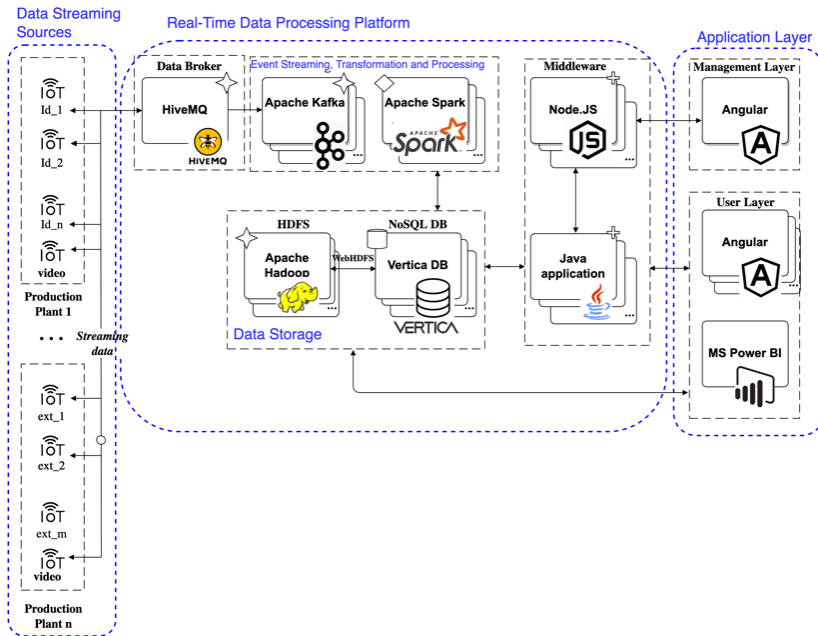 Data Streaming
Sources
IoT
Id_1
IoT
Id_2
IoT
Id_n
IoT
video
Production
Plant 1
...
Streaming
data
IoT
ext_1
IoT
ext_2
IoT
ext_m
IoT
video
Production
Plant n
Real-Time Data Processing Platform
Data Broker
HiveMQ
HIVEMQ
Event Streaming, Transformation and Processing
Apache Kafka
...
Apache Spark
APACHE
Spark
...
HDFS
Apache
Hadoop
...
WebHDFS
NoSQL DB
Vertica DB
VERTICA
...
Data Storage
Middleware
Node.JS
JS
...
Java
application
...
Application Layer
Management Layer
Angular
A
User Layer
Angular
A
...
MS Power BI